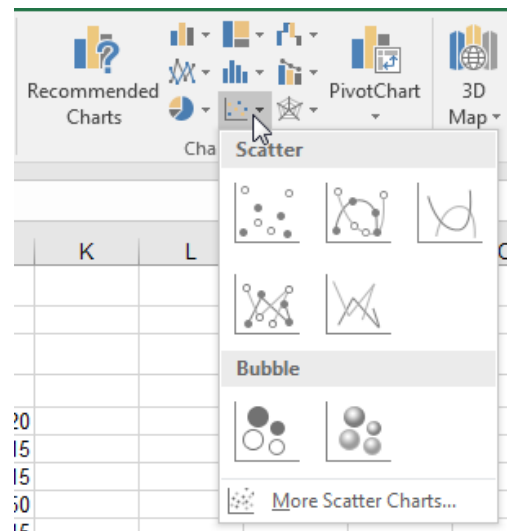 Recommended
Charts
PivotChart
3D
Map
Cha
Scatter
K
L
Bubble
20
15
15
50
More Scatter Charts...